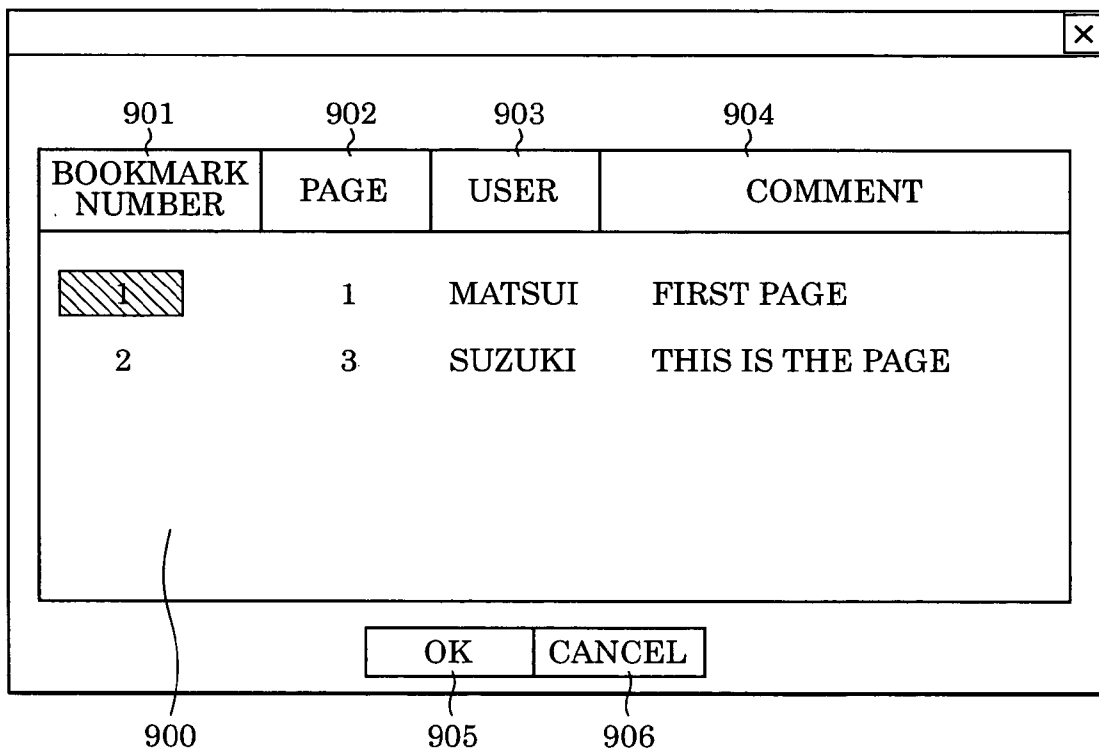 ×
901 902 903 904
BOOKMARK NUMBER PAGE USER COMMENT
1 1 MATSUI FIRST PAGE
2 3 SUZUKI THIS IS THE PAGE
OK CANCEL
900 905 906